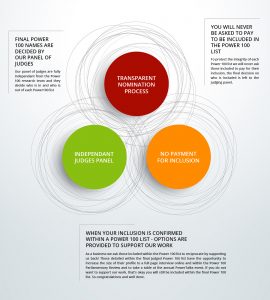 FINAL POWER
100 NAMES ARE
DECIDED BY
OUR PANEL OF
JUDGES
Our panel of judges are fully
independent from the Power 100
research team and they
decide who is in and who is
out of each Power 100 list
YOU WILL NEVER
BE ASKED TO PAY
TO BE INCLUDED IN
THE POWER 100
LIST
To protect the integrity of each
Power 100 list we will never ask
those included to pay for their
inclusion, the final decision on
who is included is left to the
judging panel.
TRANSPARENT
NOMINATION
PROCESS
INDEPENDANT
JUDGES PANEL
NO PAYMENT
FOR INCLUSION
WHEN YOUR INCLUSION IS CONFIRMED
WITHIN A POWER 100 LIST - OPTIONS ARE
PROVIDED TO SUPPORT OUR WORK
As a business we ask those included within the Power 100 list to reciprocate by supporting
us back! Those detailed within the final judged Power 100 list have the opportunity to
increase the size of their profile to a full page interview online and within the Power 100
Parliamentary Review and to take a table at the annual PowerTalks event. If you do not
want to support our work, that's okay you will still be included within the final Power 100 list.
So congratulations and well done.